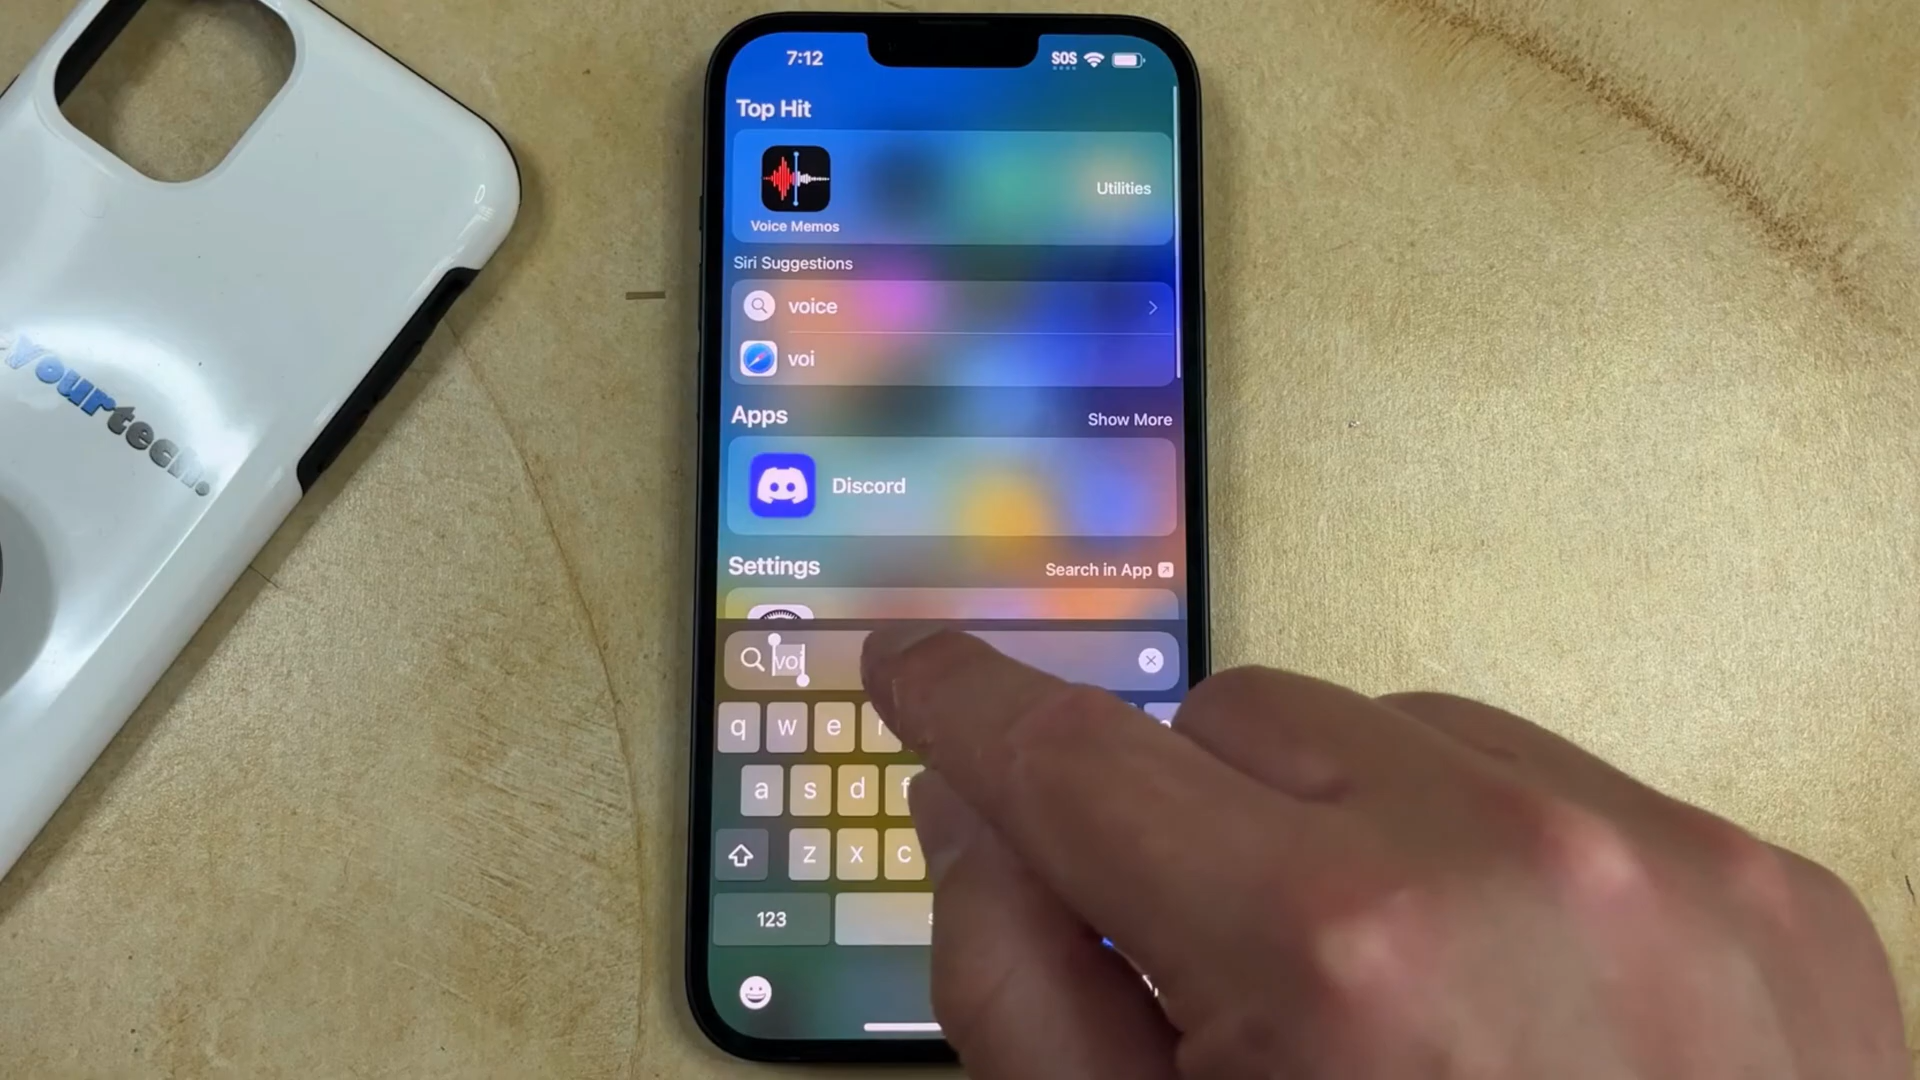 Yourtech.
7:12
SOS
Top Hit
Utilities
Voice Memos
Siri Suggestions
voice
voi
Apps
Show More
Discord
Settings
Search in App
voi
q w e r
a s d f
z x c
123